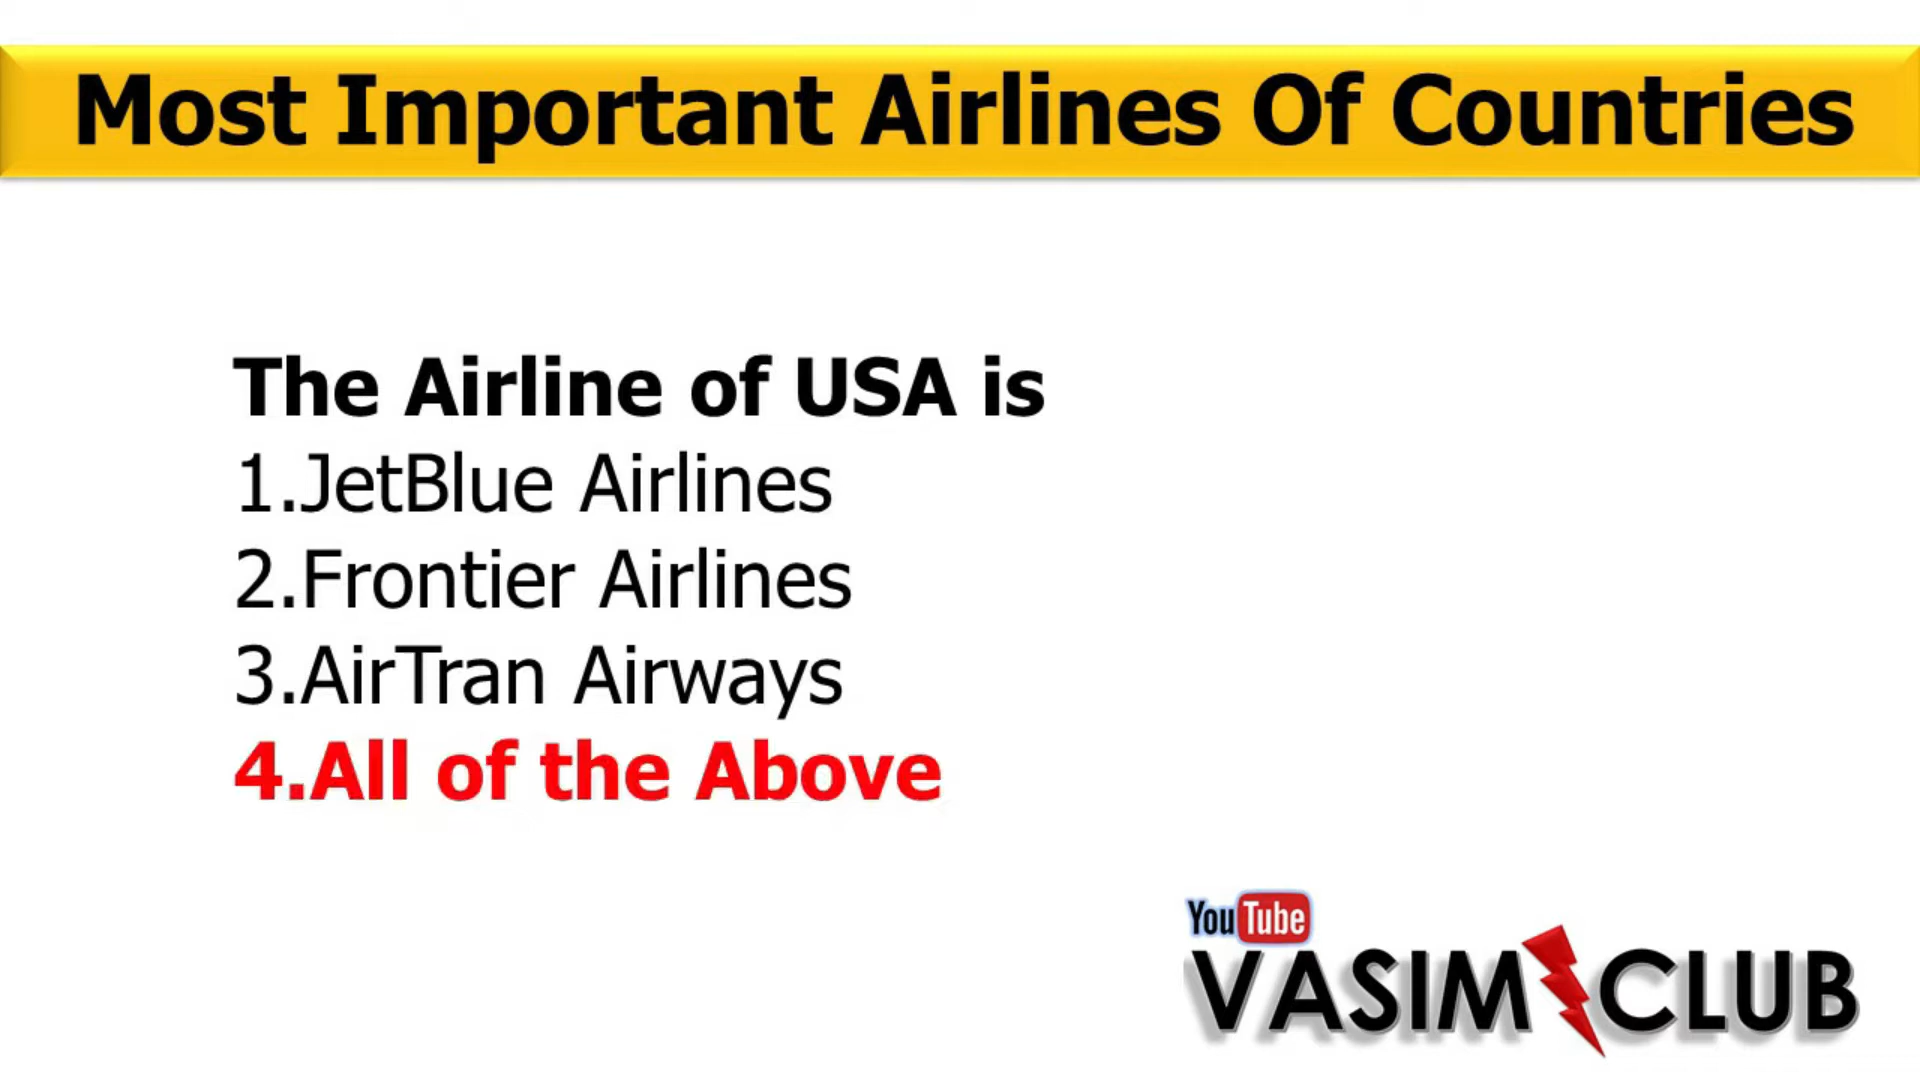 Most Important Airlines Of Countries
The Airline of USA is
1.JetBlue Airlines
2.Frontier Airlines
3.AirTran Airways
4.All of the Above
YouTube
VASIM CLUB